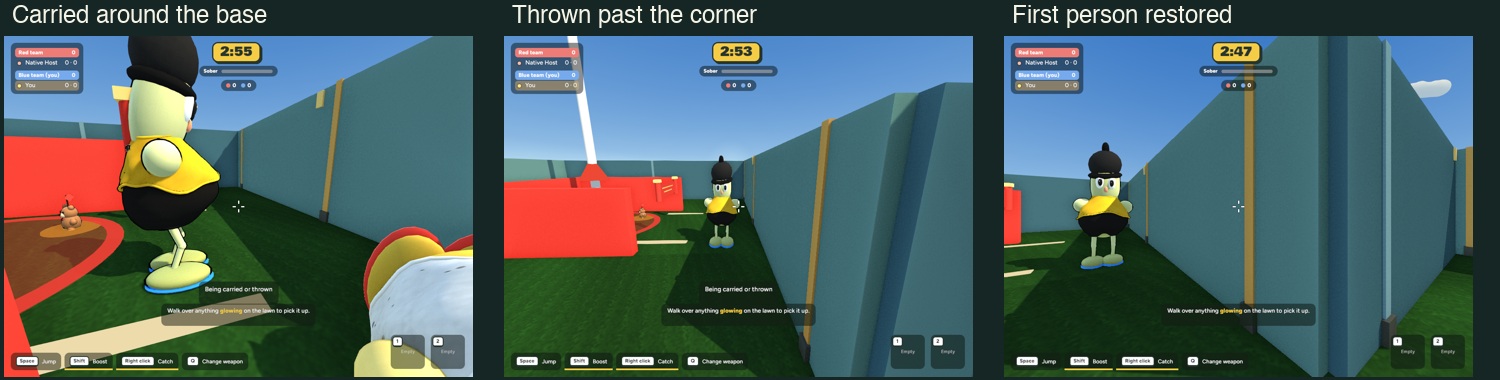 Carried around the base
Red team 0
Native Host 0 · 0
Blue team (you) 0
You 0 · 0
2:55
Sober
0 0
Being carried or thrown
Walk over anything glowing on the lawn to pick it up.
Space Jump
Shift Boost
Right click Catch
Q Change weapon
1 Empty
2 Empty
Thrown past the corner
Red team 0
Native Host 0 · 0
Blue team (you) 0
You 0 · 0
2:53
Sober
0 0
Being carried or thrown
Walk over anything glowing on the lawn to pick it up.
Space Jump
Shift Boost
Right click Catch
Q Change weapon
1 Empty
2 Empty
First person restored
Red team 0
Native Host 0 · 0
Blue team (you) 0
You 0 · 0
2:47
Sober
0 0
Walk over anything glowing on the lawn to pick it up.
Space Jump
Shift Boost
Right click Catch
Q Change weapon
1 Empty
2 Empty